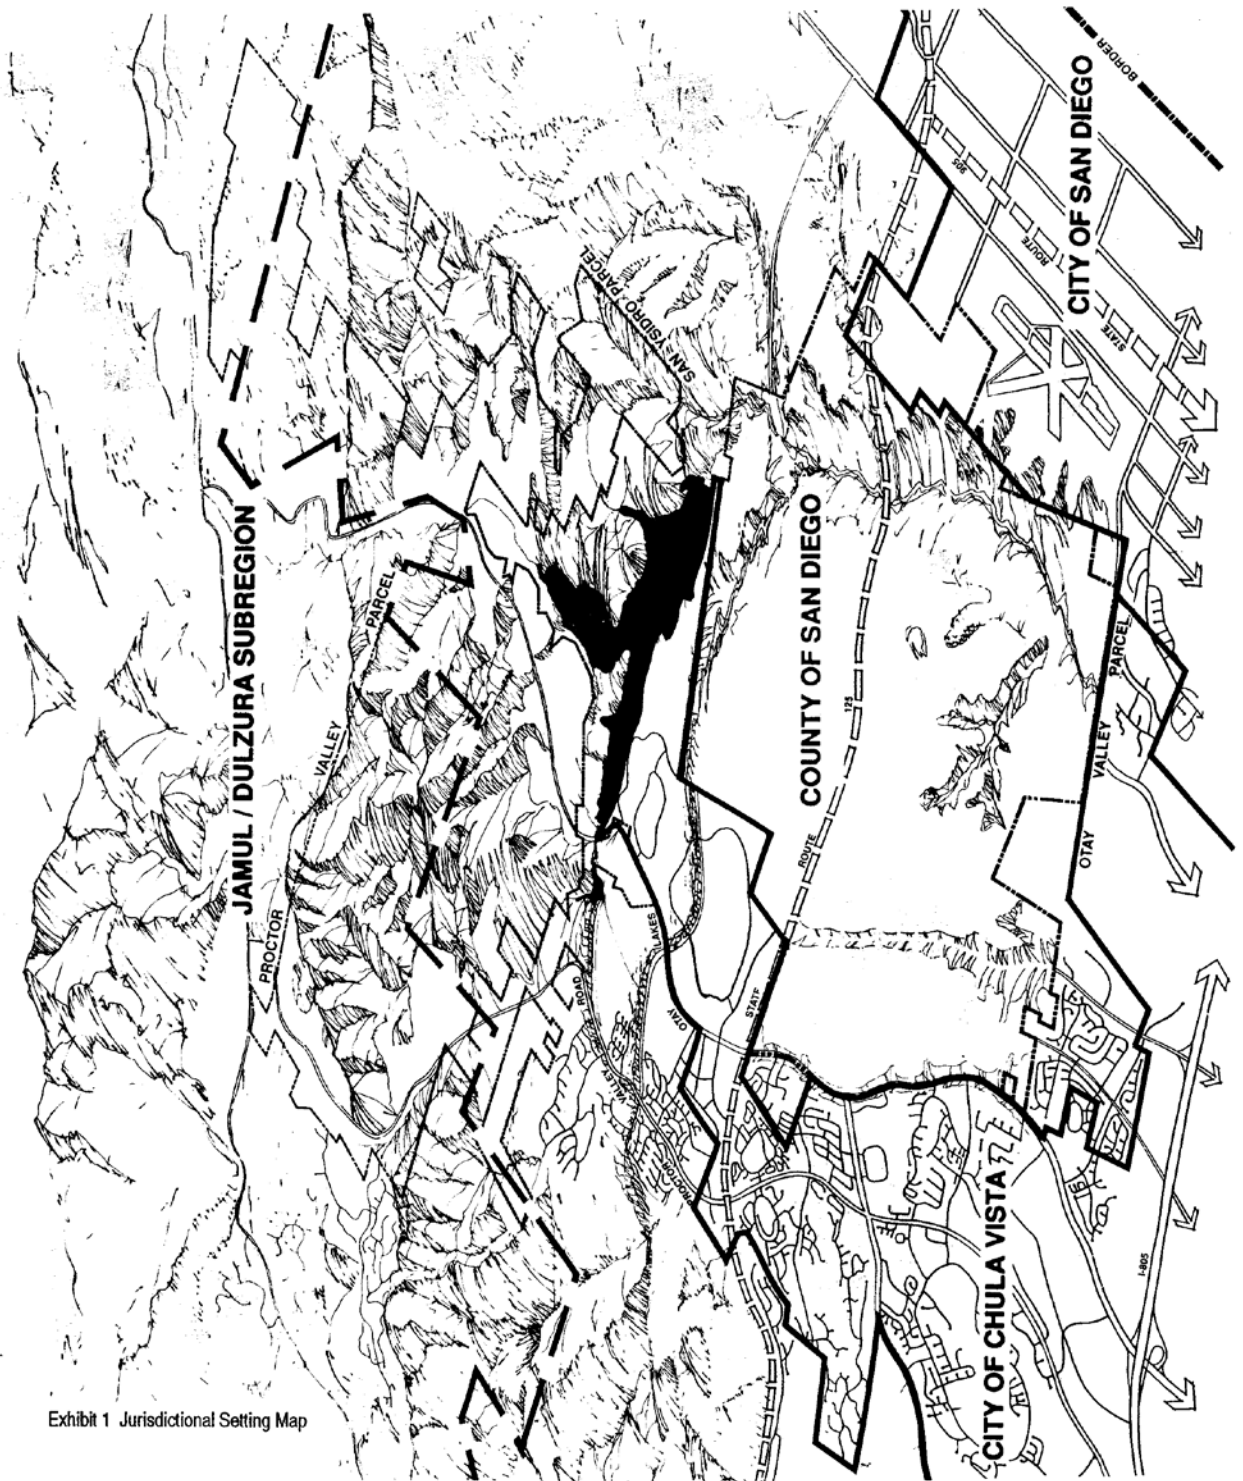 BORDER
CITY OF SAN DIEGO
905
ROUTE
STATE
SAN YSIDRO PARCEL
JAMUL / DULZURA SUBREGION
PARCEL
VALLEY
PROCTOR
COUNTY OF SAN DIEGO
125
ROUTE
STATE
PARCEL
VALLEY
OTAY
LAKES
OTAY
ROAD
VALLEY
PROCTOR
CITY OF CHULA VISTA
I-805
Exhibit 1 Jurisdictional Setting Map